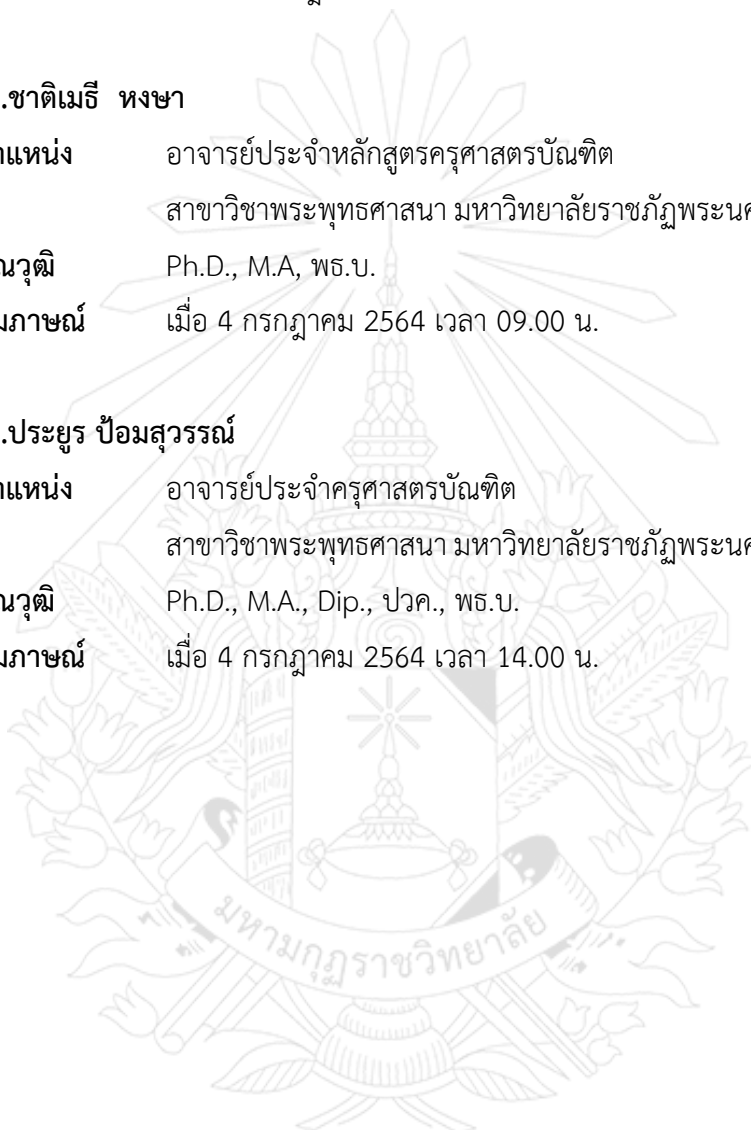 .ชาติเมธี หงษา
แหน่ง อาจารย์ประจำหลักสูตรครุศาสตรบัณฑิต
สาขาวิชาพระพุทธศาสนา มหาวิทยาลัยราชภัฏพระนค
ณวุฒิ Ph.D., M.A, พธ.บ.
มภาษณ์ เมื่อ 4 กรกฎาคม 2564 เวลา 09.00 น.
.ประยูร ป้อมสุวรรณ์
แหน่ง อาจารย์ประจำครุศาสตรบัณฑิต
สาขาวิชาพระพุทธศาสนา มหาวิทยาลัยราชภัฏพระนค
ณวุฒิ Ph.D., M.A., Dip., ปวค., พธ.บ.
มภาษณ์ เมื่อ 4 กรกฎาคม 2564 เวลา 14.00 น.
มหามกุฏราชวิทยาลัย